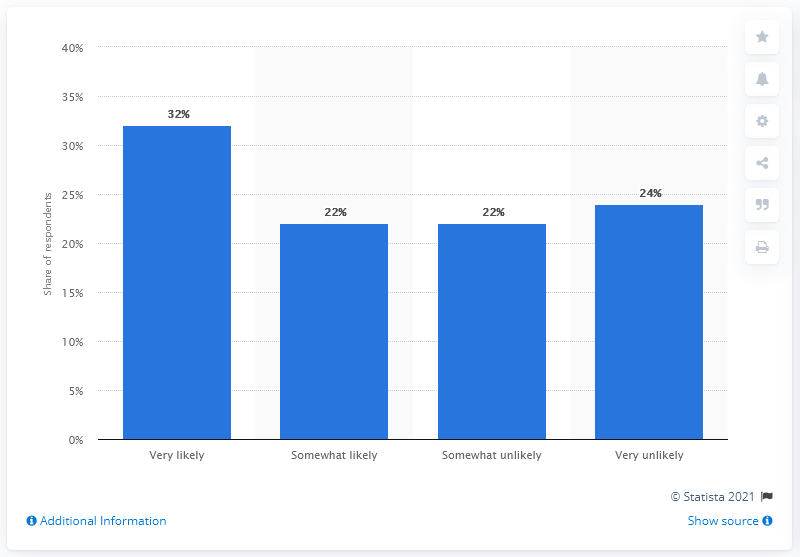 40%
35%
30%
25%
20%
15%
10%
5%
0%
Share of respondents
32%
22%
22%
24%
Very likely
Somewhat likely
Somewhat unlikely
Very unlikely
© Statista 2021
Additional Information
Show source